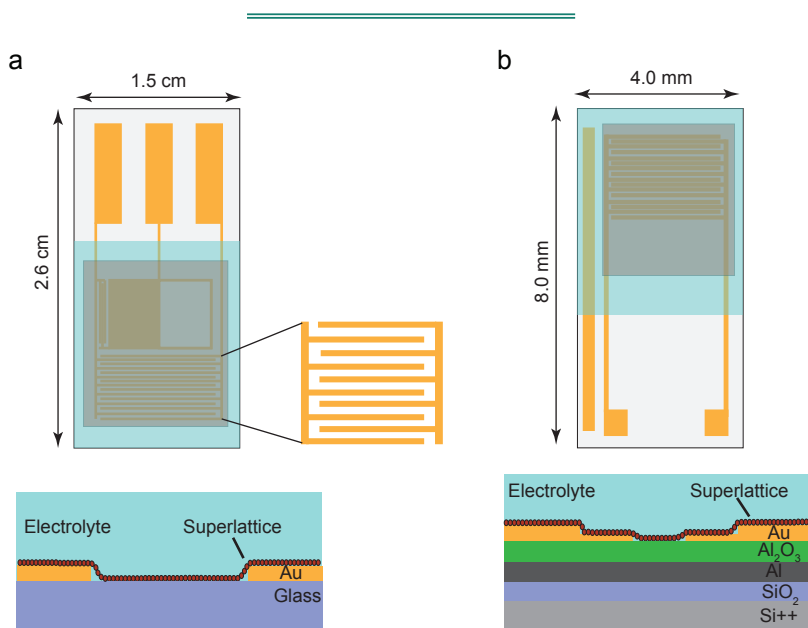 a
1.5 cm
2.6 cm
Electrolyte
Superlattice
Au
Glass
b
4.0 mm
8.0 mm
Electrolyte
Superlattice
Au
Al₂O₃
Al
SiO₂
Si++